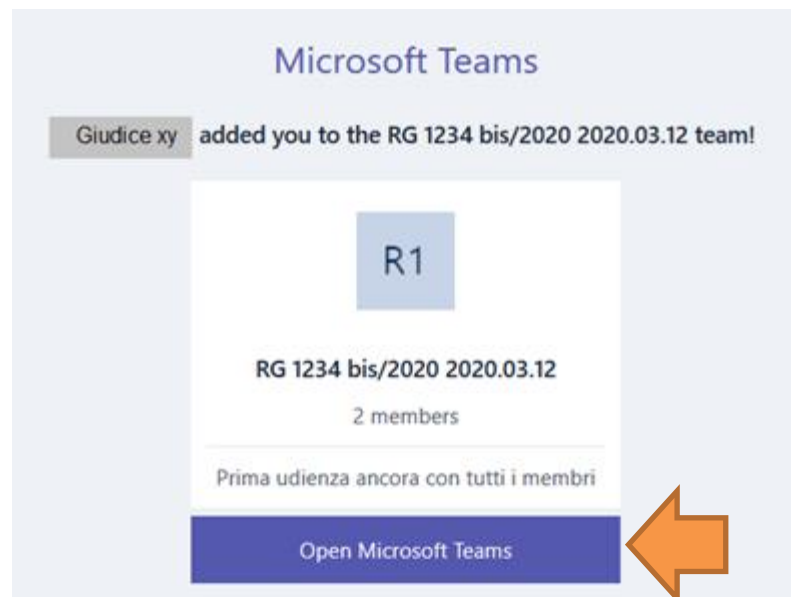 Microsoft Teams
Giudice xy added you to the RG 1234 bis/2020 2020.03.12 team!
R1
RG 1234 bis/2020 2020.03.12
2 members
Prima udienza ancora con tutti i membri
Open Microsoft Teams